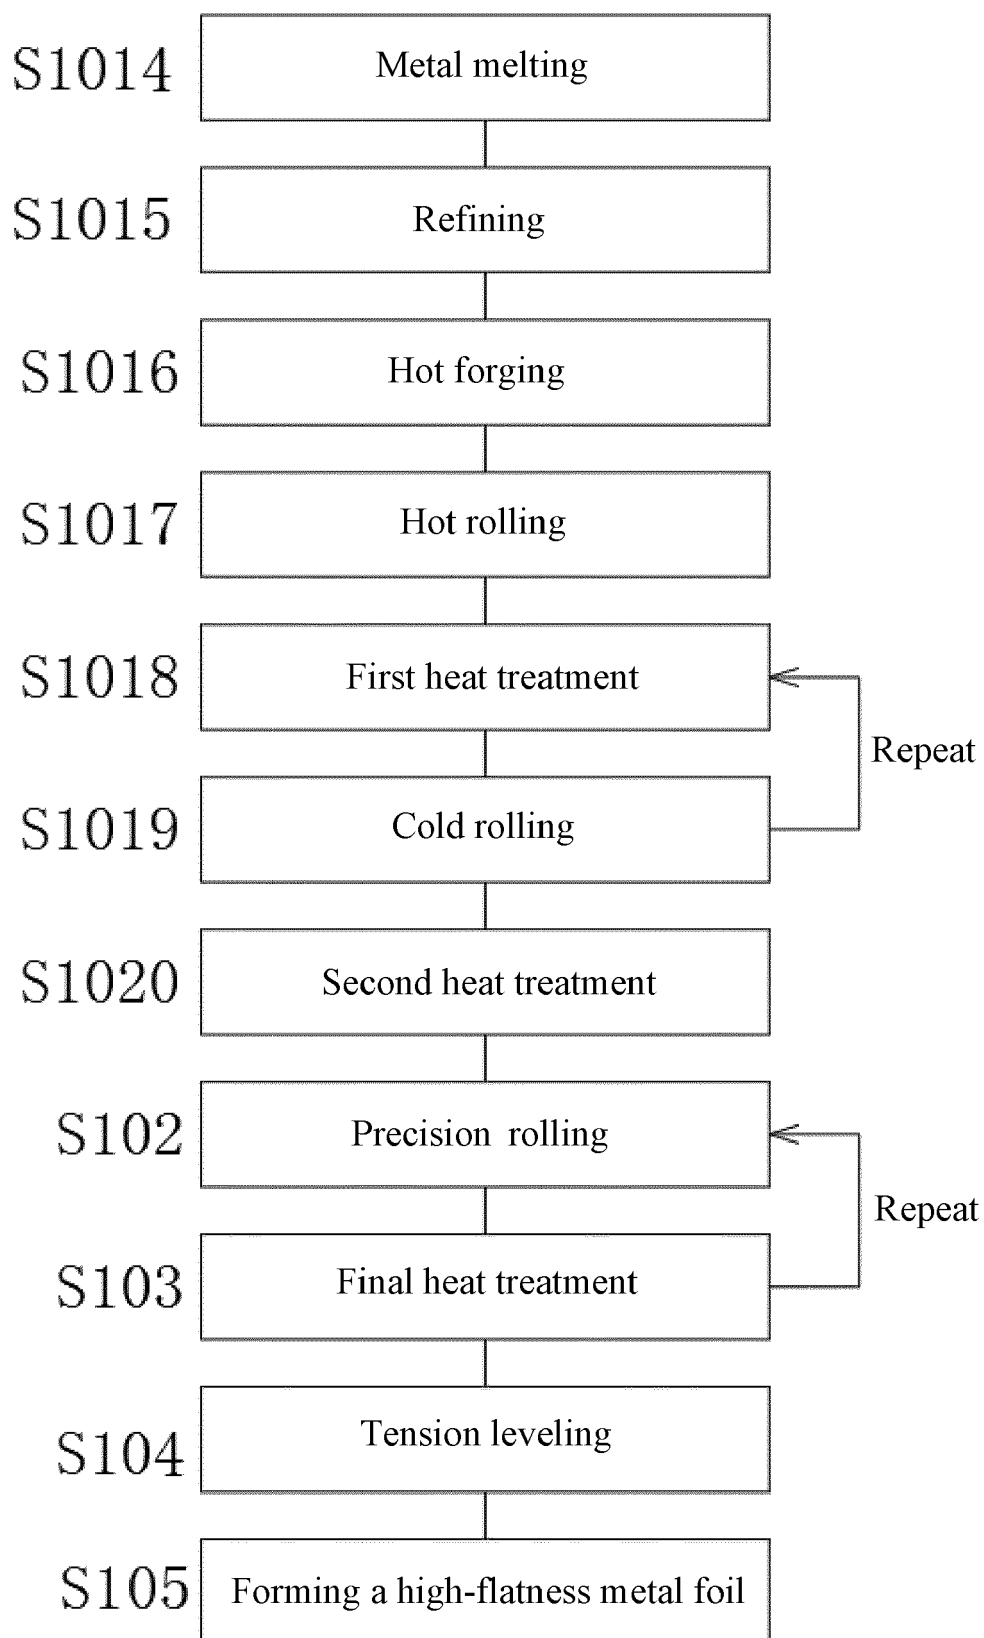 S1014 Metal melting
S1015 Refining
S1016 Hot forging
S1017 Hot rolling
S1018 First heat treatment
Repeat
S1019 Cold rolling
S1020 Second heat treatment
S102 Precision rolling
Repeat
S103 Final heat treatment
S104 Tension leveling
S105 Forming a high-flatness metal foil